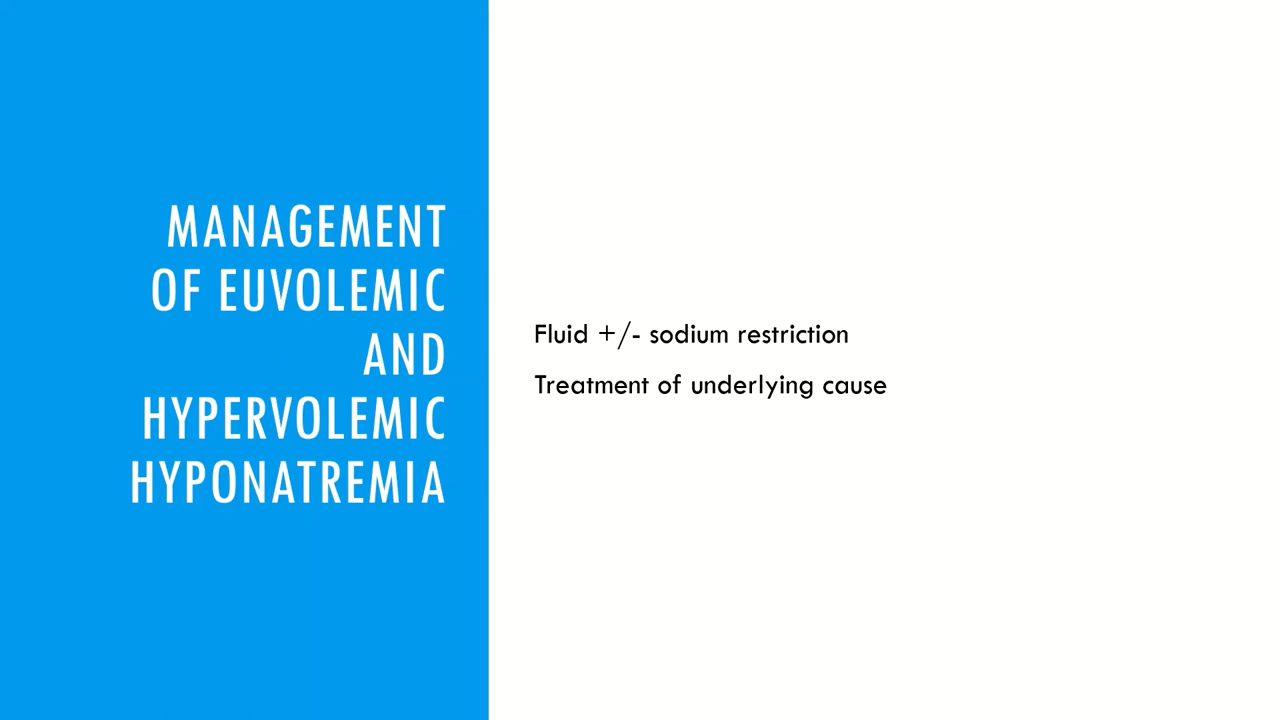 MANAGEMENT
OF EUVOLEMIC
AND
HYPERVOLEMIC
HYPONATREMIA
Fluid +/- sodium restriction
Treatment of underlying cause